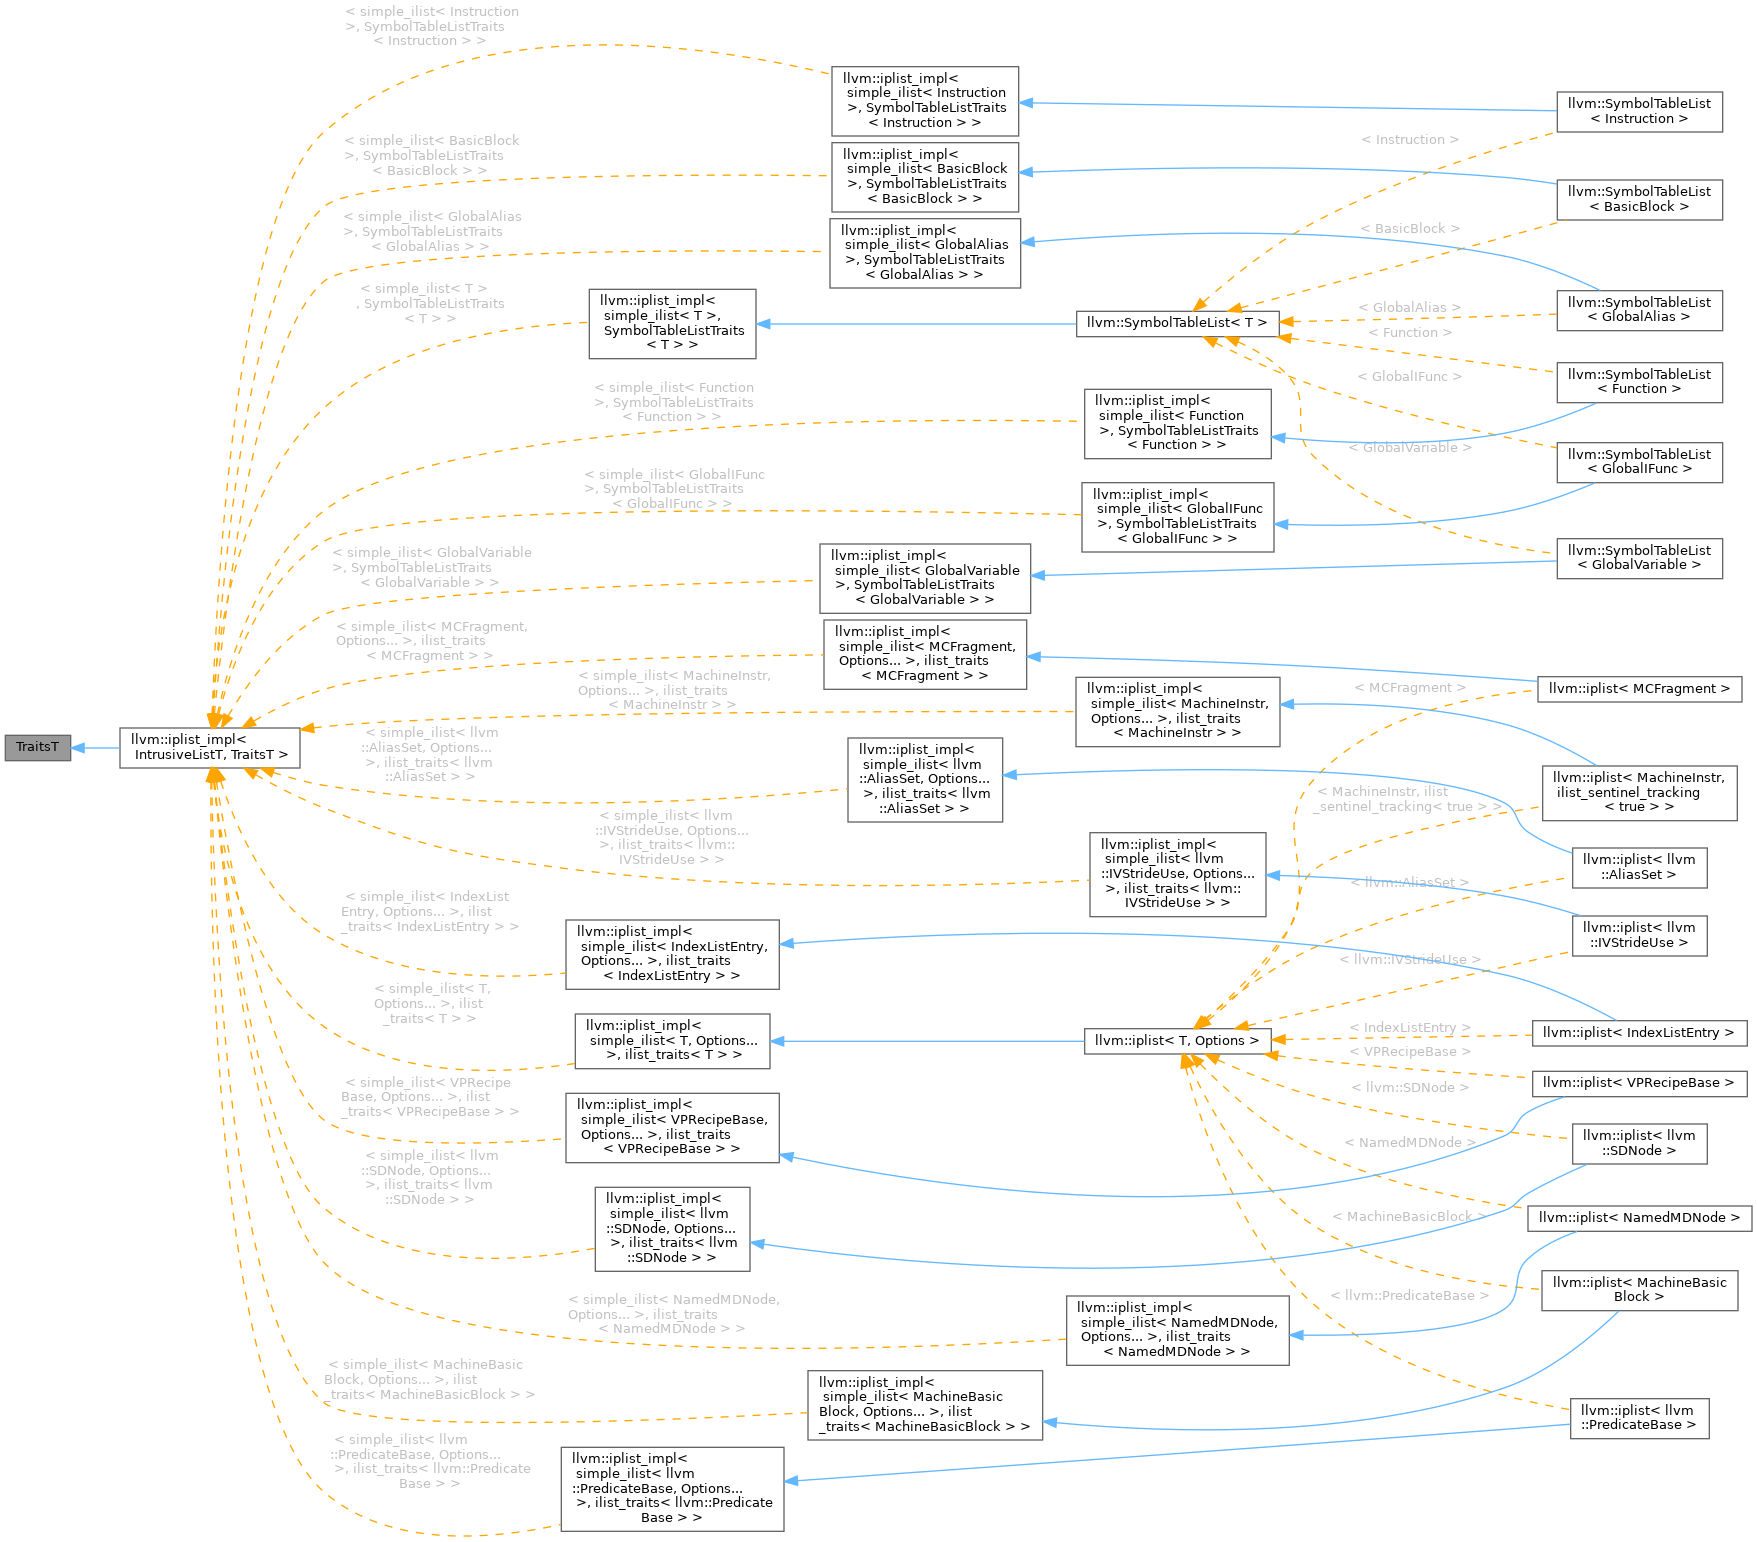 TraitsT
llvm::iplist_impl<
IntrusiveListT, TraitsT >
< simple_ilist< Instruction
>, SymbolTableListTraits
< Instruction > >
< simple_ilist< BasicBlock
>, SymbolTableListTraits
< BasicBlock > >
< simple_ilist< GlobalAlias
>, SymbolTableListTraits
< GlobalAlias > >
< simple_ilist< T >
, SymbolTableListTraits
< T > >
< simple_ilist< Function
>, SymbolTableListTraits
< Function > >
< simple_ilist< GlobalIFunc
>, SymbolTableListTraits
< GlobalIFunc > >
< simple_ilist< GlobalVariable
>, SymbolTableListTraits
< GlobalVariable > >
< simple_ilist< MCFragment,
Options... >, ilist_traits
< MCFragment > >
< simple_ilist< MachineInstr,
Options... >, ilist_traits
< MachineInstr > >
< simple_ilist< llvm
::AliasSet, Options...
>, ilist_traits< llvm
::AliasSet > >
< simple_ilist< llvm
::IVStrideUse, Options...
>, ilist_traits< llvm::
IVStrideUse > >
< simple_ilist< IndexList
Entry, Options... >, ilist
_traits< IndexListEntry > >
< simple_ilist< T,
Options... >, ilist
_traits< T > >
< simple_ilist< VPRecipe
Base, Options... >, ilist
_traits< VPRecipeBase > >
< simple_ilist< llvm
::SDNode, Options...
>, ilist_traits< llvm
::SDNode > >
< simple_ilist< NamedMDNode,
Options... >, ilist_traits
< NamedMDNode > >
< simple_ilist< MachineBasic
Block, Options... >, ilist
_traits< MachineBasicBlock > >
< simple_ilist< llvm
::PredicateBase, Options...
>, ilist_traits< llvm::Predicate
Base > >
llvm::iplist_impl<
simple_ilist< Instruction
>, SymbolTableListTraits
< Instruction > >
llvm::iplist_impl<
simple_ilist< BasicBlock
>, SymbolTableListTraits
< BasicBlock > >
llvm::iplist_impl<
simple_ilist< GlobalAlias
>, SymbolTableListTraits
< GlobalAlias > >
llvm::iplist_impl<
simple_ilist< T >,
SymbolTableListTraits
< T > >
llvm::iplist_impl<
simple_ilist< Function
>, SymbolTableListTraits
< Function > >
llvm::iplist_impl<
simple_ilist< GlobalIFunc
>, SymbolTableListTraits
< GlobalIFunc > >
llvm::iplist_impl<
simple_ilist< GlobalVariable
>, SymbolTableListTraits
< GlobalVariable > >
llvm::iplist_impl<
simple_ilist< MCFragment,
Options... >, ilist_traits
< MCFragment > >
llvm::iplist_impl<
simple_ilist< MachineInstr,
Options... >, ilist_traits
< MachineInstr > >
llvm::iplist_impl<
simple_ilist< llvm
::AliasSet, Options...
>, ilist_traits< llvm
::AliasSet > >
llvm::iplist_impl<
simple_ilist< llvm
::IVStrideUse, Options...
>, ilist_traits< llvm::
IVStrideUse > >
llvm::iplist_impl<
simple_ilist< IndexListEntry,
Options... >, ilist_traits
< IndexListEntry > >
llvm::iplist_impl<
simple_ilist< T, Options...
>, ilist_traits< T > >
llvm::iplist_impl<
simple_ilist< VPRecipeBase,
Options... >, ilist_traits
< VPRecipeBase > >
llvm::iplist_impl<
simple_ilist< llvm
::SDNode, Options...
>, ilist_traits< llvm
::SDNode > >
llvm::iplist_impl<
simple_ilist< NamedMDNode,
Options... >, ilist_traits
< NamedMDNode > >
llvm::iplist_impl<
simple_ilist< MachineBasic
Block, Options... >, ilist
_traits< MachineBasicBlock > >
llvm::iplist_impl<
simple_ilist< llvm
::PredicateBase, Options...
>, ilist_traits< llvm::Predicate
Base > >
llvm::SymbolTableList< T >
llvm::iplist< T, Options >
< Instruction >
< BasicBlock >
< GlobalAlias >
< Function >
< GlobalIFunc >
< GlobalVariable >
< MCFragment >
< MachineInstr, ilist
_sentinel_tracking< true > >
< llvm::AliasSet >
< llvm::IVStrideUse >
< IndexListEntry >
< VPRecipeBase >
< llvm::SDNode >
< NamedMDNode >
< MachineBasicBlock >
< llvm::PredicateBase >
llvm::SymbolTableList
< Instruction >
llvm::SymbolTableList
< BasicBlock >
llvm::SymbolTableList
< GlobalAlias >
llvm::SymbolTableList
< Function >
llvm::SymbolTableList
< GlobalIFunc >
llvm::SymbolTableList
< GlobalVariable >
llvm::iplist< MCFragment >
llvm::iplist< MachineInstr,
ilist_sentinel_tracking
< true > >
llvm::iplist< llvm
::AliasSet >
llvm::iplist< llvm
::IVStrideUse >
llvm::iplist< IndexListEntry >
llvm::iplist< VPRecipeBase >
llvm::iplist< llvm
::SDNode >
llvm::iplist< NamedMDNode >
llvm::iplist< MachineBasic
Block >
llvm::iplist< llvm
::PredicateBase >